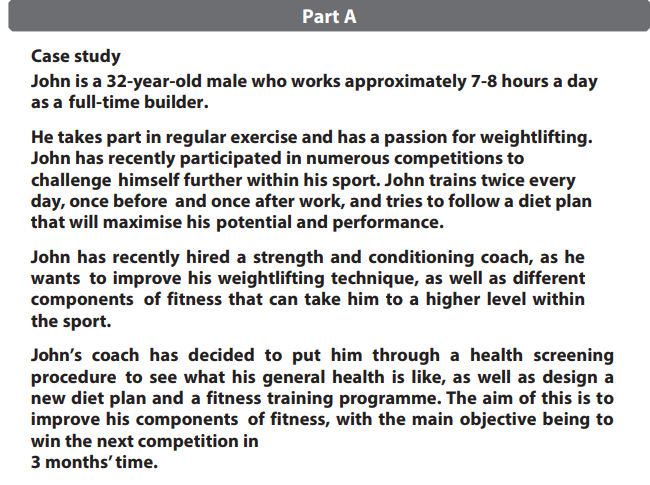 Part A
Case study
John is a 32-year-old male who works approximately 7-8 hours a day
as a full-time builder.
He takes part in regular exercise and has a passion for weightlifting.
John has recently participated in numerous competitions to
challenge himself further within his sport. John trains twice every
day, once before and once after work, and tries to follow a diet plan
that will maximise his potential and performance.
John has recently hired a strength and conditioning coach, as he
wants to improve his weightlifting technique, as well as different
components of fitness that can take him to a higher level within
the sport.
John’s coach has decided to put him through a health screening
procedure to see what his general health is like, as well as design a
new diet plan and a fitness training programme. The aim of this is to
improve his components of fitness, with the main objective being to
win the next competition in
3 months’ time.